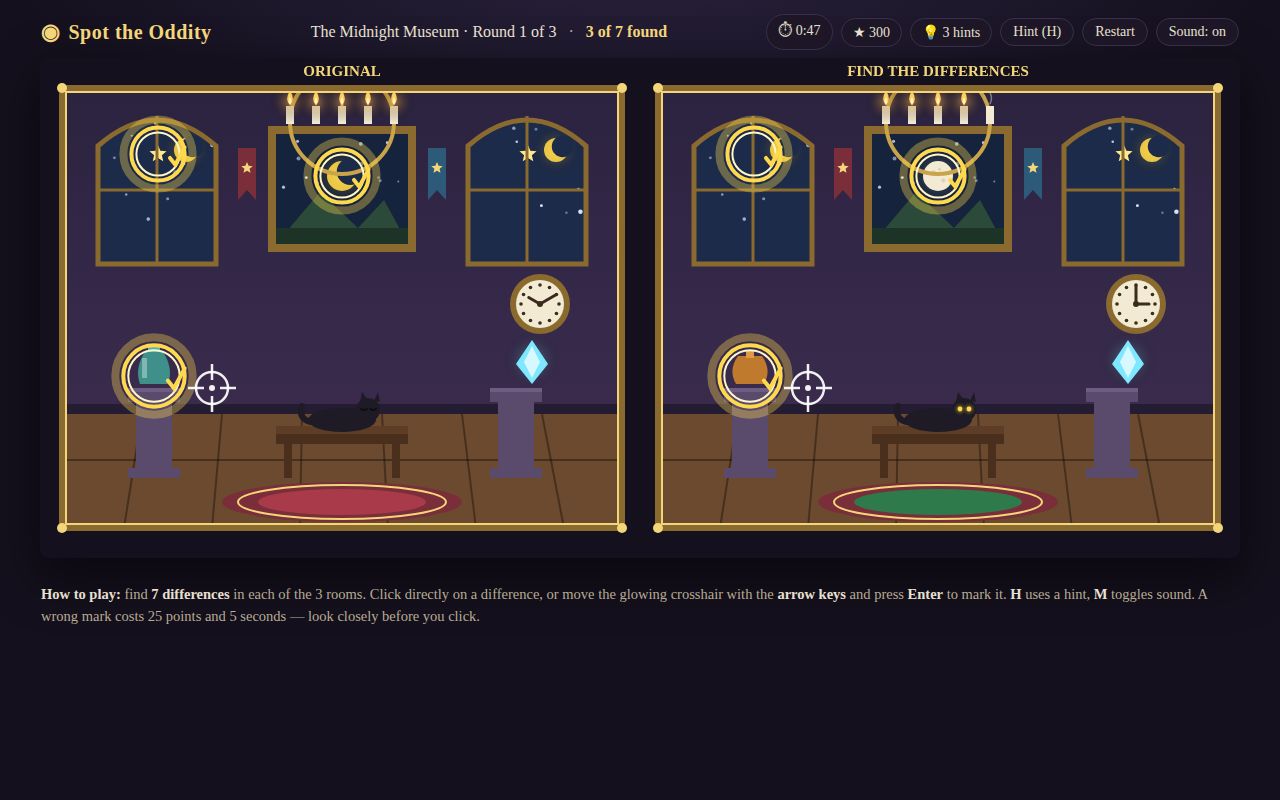 ◉ Spot the Oddity
The Midnight Museum · Round 1 of 3 · 3 of 7 found
⏱ 0:47
★ 300
💡 3 hints
Hint (H)
Restart
Sound: on
ORIGINAL
FIND THE DIFFERENCES
How to play: find 7 differences in each of the 3 rooms. Click directly on a difference, or move the glowing crosshair with the arrow keys and press Enter to mark it. H uses a hint, M toggles sound. A
wrong mark costs 25 points and 5 seconds — look closely before you click.